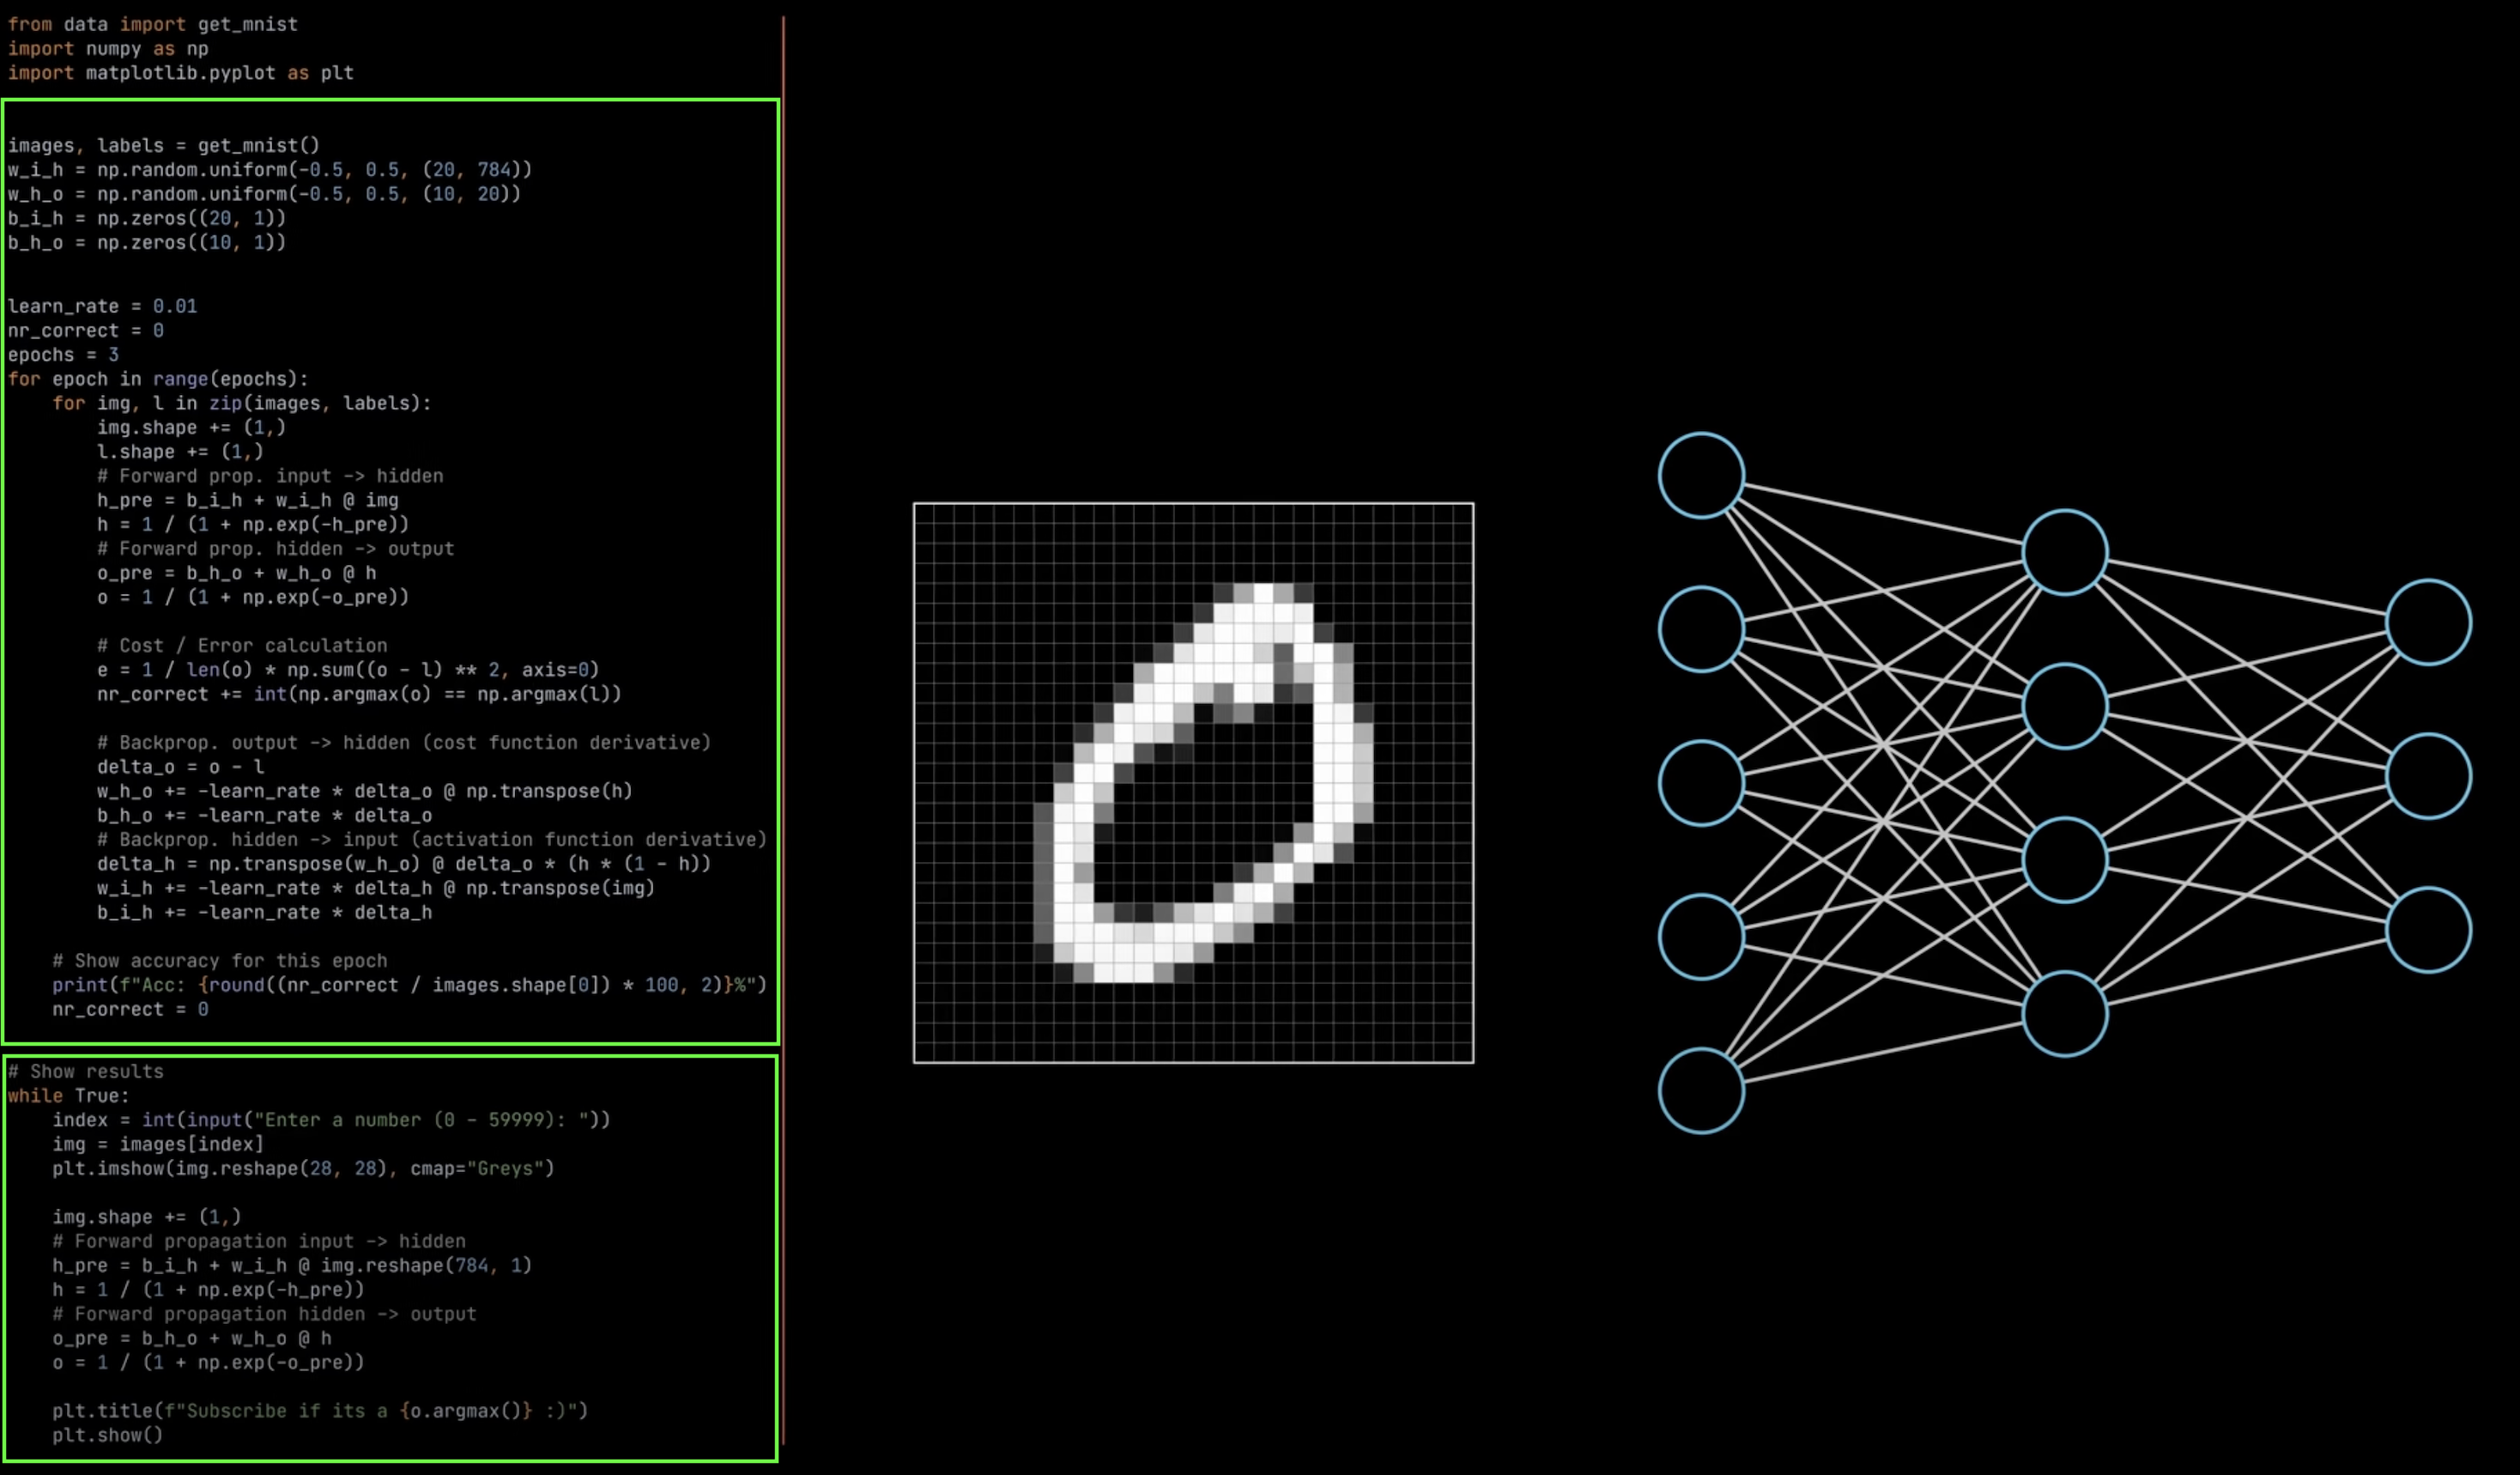 from data import get_mnist
import numpy as np
import matplotlib.pyplot as plt
images, labels = get_mnist()
w_i_h = np.random.uniform(-0.5, 0.5, (20, 784))
w_h_o = np.random.uniform(-0.5, 0.5, (10, 20))
b_i_h = np.zeros((20, 1))
b_h_o = np.zeros((10, 1))
learn_rate = 0.01
nr_correct = 0
epochs = 3
for epoch in range(epochs):
    for img, l in zip(images, labels):
        img.shape += (1,)
        l.shape += (1,)
        # Forward prop. input -> hidden
        h_pre = b_i_h + w_i_h @ img
        h = 1 / (1 + np.exp(-h_pre))
        # Forward prop. hidden -> output
        o_pre = b_h_o + w_h_o @ h
        o = 1 / (1 + np.exp(-o_pre))
        # Cost / Error calculation
        e = 1 / len(o) * np.sum((o - l) ** 2, axis=0)
        nr_correct += int(np.argmax(o) == np.argmax(l))
        # Backprop. output -> hidden (cost function derivative)
        delta_o = o - l
        w_h_o += -learn_rate * delta_o @ np.transpose(h)
        b_h_o += -learn_rate * delta_o
        # Backprop. hidden -> input (activation function derivative)
        delta_h = np.transpose(w_h_o) @ delta_o * (h * (1 - h))
        w_i_h += -learn_rate * delta_h @ np.transpose(img)
        b_i_h += -learn_rate * delta_h
    # Show accuracy for this epoch
    print(f"Acc: {round((nr_correct / images.shape[0]) * 100, 2)}%")
    nr_correct = 0
# Show results
while True:
    index = int(input("Enter a number (0 - 59999): "))
    img = images[index]
    plt.imshow(img.reshape(28, 28), cmap="Greys")
    img.shape += (1,)
    # Forward propagation input -> hidden
    h_pre = b_i_h + w_i_h @ img.reshape(784, 1)
    h = 1 / (1 + np.exp(-h_pre))
    # Forward propagation hidden -> output
    o_pre = b_h_o + w_h_o @ h
    o = 1 / (1 + np.exp(-o_pre))
    plt.title(f"Subscribe if its a {o.argmax()} :)")
    plt.show()